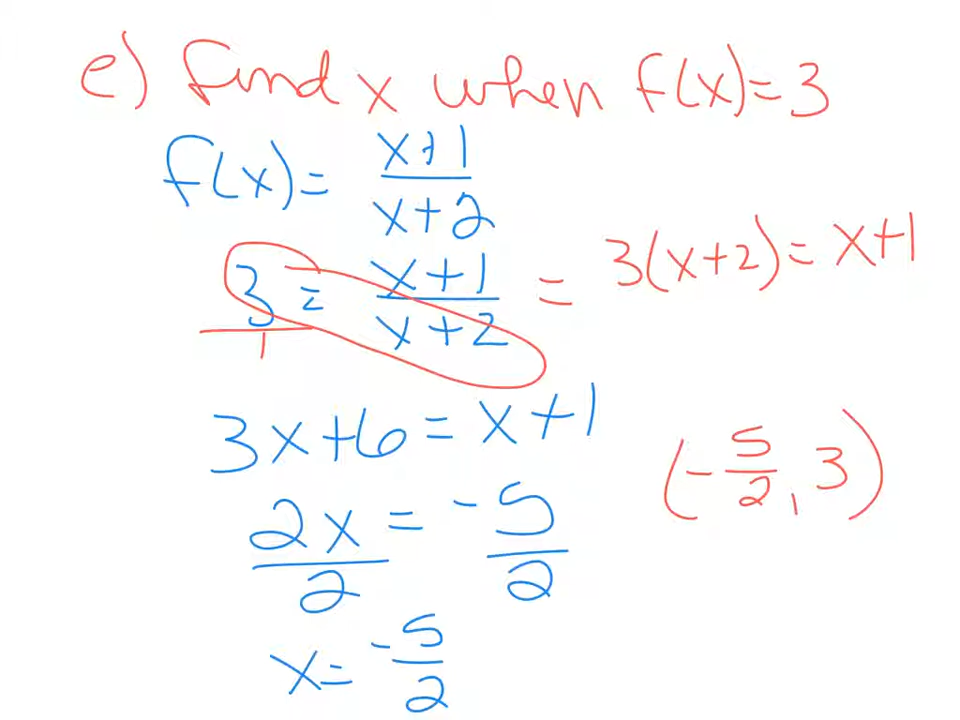 e) Find x when f(x)=3
f(x)= x+1
x+2
3 = x+1 = 3(x+2)=x+1
1 x+2
3x+6=x+1
(-5/2, 3)
2x = -5
2 2
x= -5
2